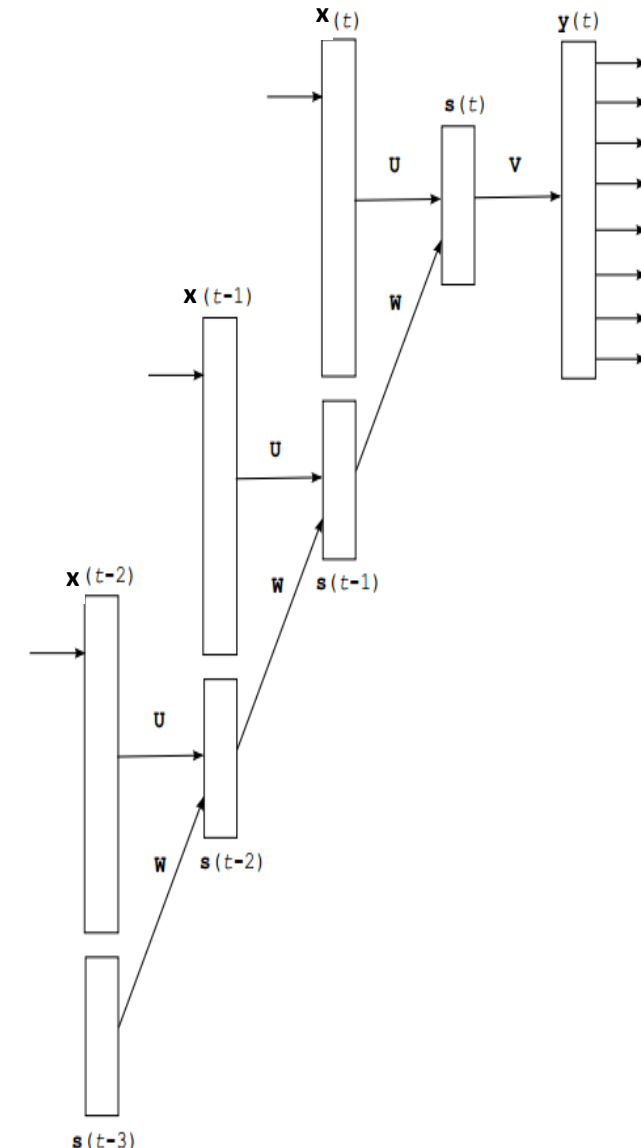 x(t)
y(t)
s(t)
U
V
x(t-1)
W
U
x(t-2)
W
s(t-1)
U
W
s(t-2)
s(t-3)